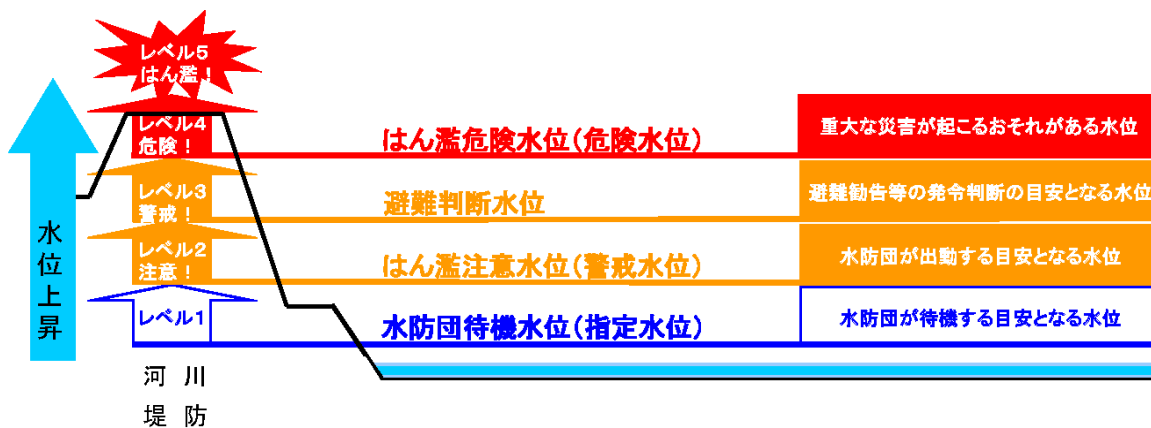 レベル5
はん濫！
レベル4
危険！
はん濫危険水位(危険水位)
重大な災害が起こるおそれがある水位
レベル3
警戒！
避難判断水位
避難勧告等の発令判断の目安となる水位
レベル2
注意！
はん濫注意水位(警戒水位)
水防団が出動する目安となる水位
レベル1
水防団待機水位(指定水位)
水防団が待機する目安となる水位
水位上昇
河川
堤防